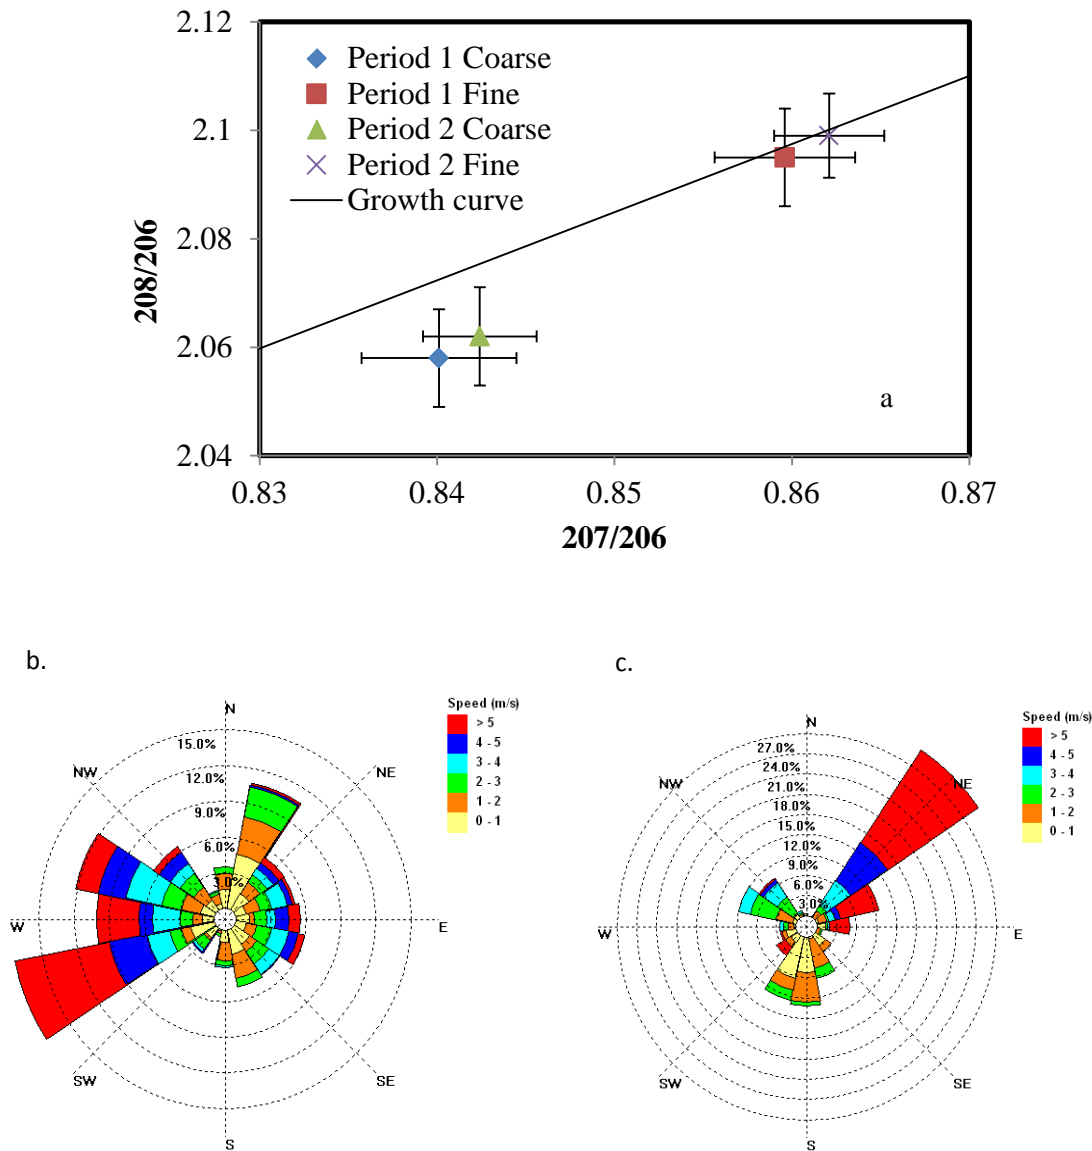 2.12
2.1
2.08
2.06
2.04
208/206
Period 1 Coarse
Period 1 Fine
Period 2 Coarse
Period 2 Fine
Growth curve
a
0.83 0.84 0.85 0.86 0.87
207/206
b.
N
NE
E
SE
S
SW
W
NW
15.0%
12.0%
9.0%
6.0%
3.0%
Speed (m/s)
> 5
4 - 5
3 - 4
2 - 3
1 - 2
0 - 1
c.
N
NE
E
SE
S
SW
W
NW
27.0%
24.0%
21.0%
18.0%
15.0%
12.0%
9.0%
6.0%
3.0%
Speed (m/s)
> 5
4 - 5
3 - 4
2 - 3
1 - 2
0 - 1